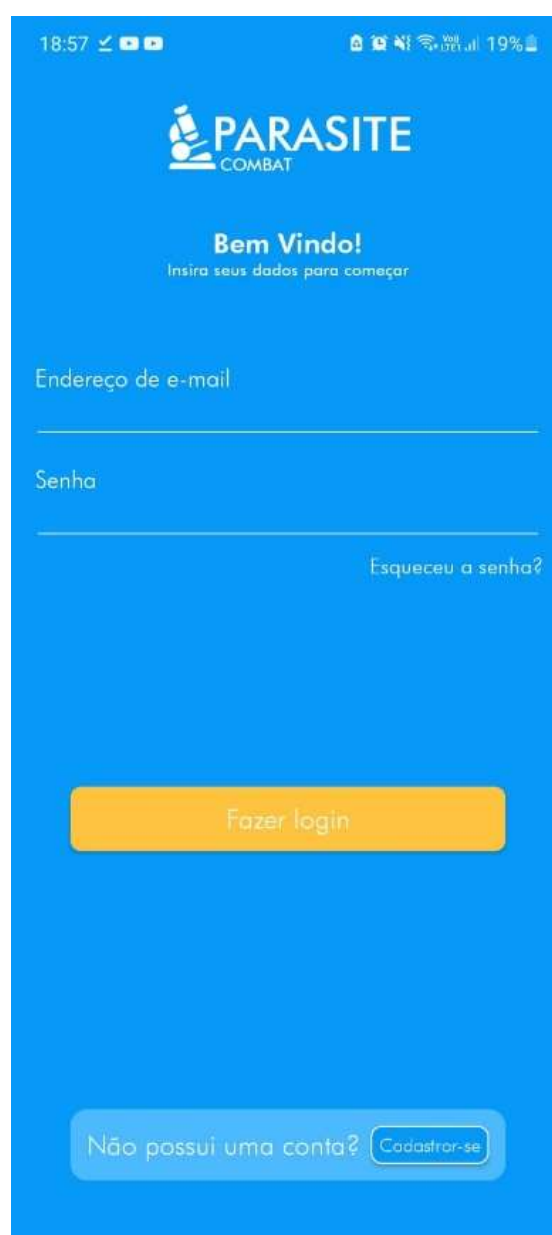 18:57 19%
PARASITE
COMBAT
Bem Vindo!
Insira seus dados para começar
Endereço de e-mail
Senha
Esqueceu a senha?
Fazer login
Não possui uma conta? Cadastrar-se